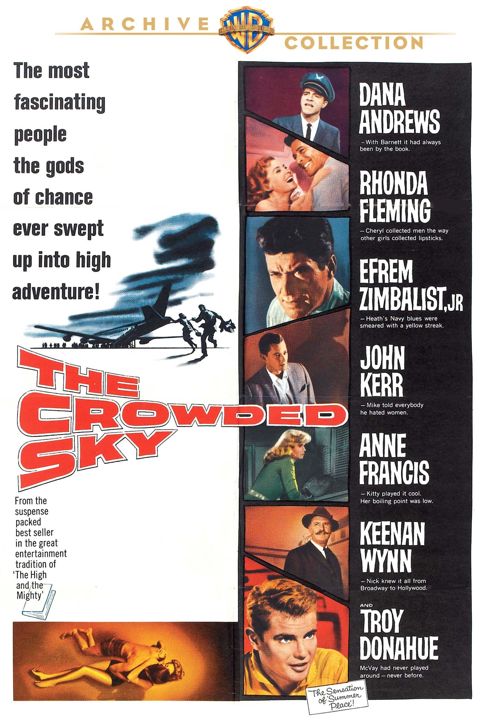 ARCHIVE
COLLECTION
The most
fascinating
people
the gods
of chance
ever swept
up into high
adventure!
THE
CROWDED
SKY
From the
suspense
packed
best seller
in the great
entertainment
tradition of
'The High
and the
Mighty'
DANA
ANDREWS
– With Barnett it had always
been by the book.
RHONDA
FLEMING
– Cheryl collected men the way
other girls collected lipsticks.
EFREM
ZIMBALIST, JR
– Heath's Navy blues were
smeared with a yellow streak.
JOHN
KERR
– Mike told everybody
he hated women.
ANNE
FRANCIS
– Kitty played it cool.
Her boiling point was low.
KEENAN
WYNN
– Nick knew it all from
Broadway to Hollywood.
AND
TROY
DONAHUE
McVay had never played
around – never before.
The Sensation
of 'Summer
Place'!